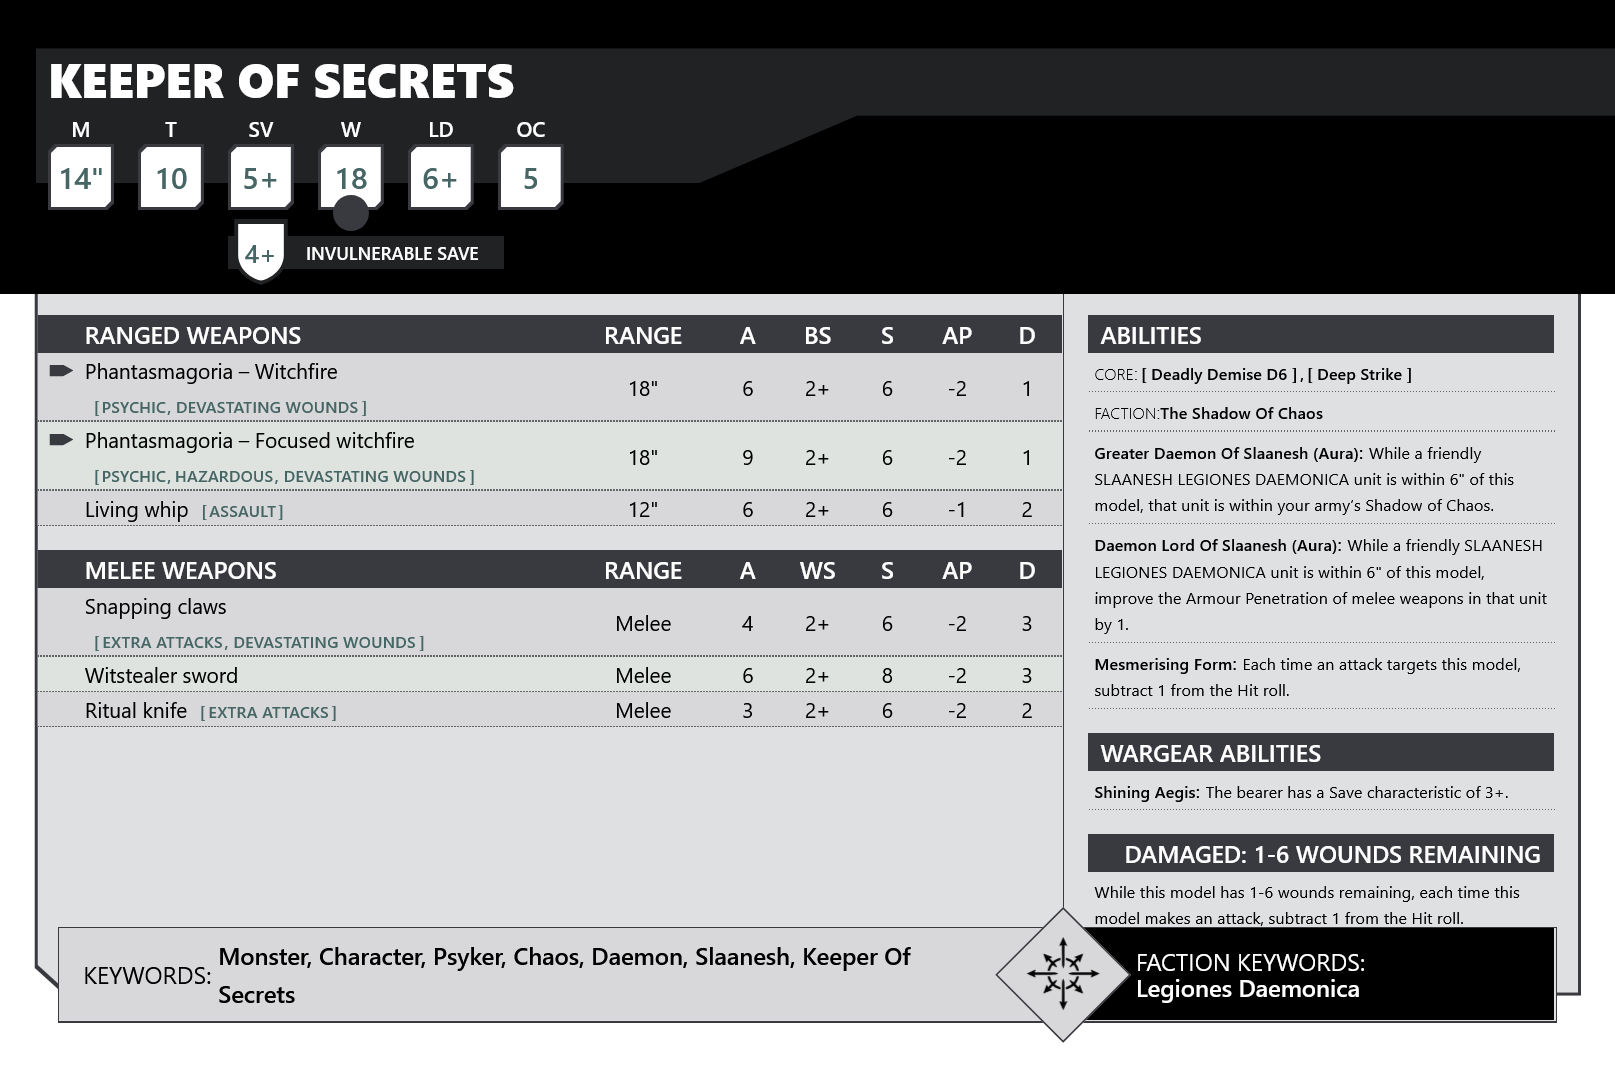 KEEPER OF SECRETS
M T SV W LD OC
14" 10 5+ 18 6+ 5
4+ INVULNERABLE SAVE
RANGED WEAPONS RANGE A BS S AP D
Phantasmagoria – Witchfire
[PSYCHIC, DEVASTATING WOUNDS] 18" 6 2+ 6 -2 1
Phantasmagoria – Focused witchfire
[PSYCHIC, HAZARDOUS, DEVASTATING WOUNDS] 18" 9 2+ 6 -2 1
Living whip [ASSAULT] 12" 6 2+ 6 -1 2
MELEE WEAPONS RANGE A WS S AP D
Snapping claws
[EXTRA ATTACKS, DEVASTATING WOUNDS] Melee 4 2+ 6 -2 3
Witstealer sword Melee 6 2+ 8 -2 3
Ritual knife [EXTRA ATTACKS] Melee 3 2+ 6 -2 2
ABILITIES
CORE: [ Deadly Demise D6 ], [ Deep Strike ]
FACTION:The Shadow Of Chaos
Greater Daemon Of Slaanesh (Aura): While a friendly
SLAANESH LEGIONES DAEMONICA unit is within 6" of this
model, that unit is within your army's Shadow of Chaos.
Daemon Lord Of Slaanesh (Aura): While a friendly SLAANESH
LEGIONES DAEMONICA unit is within 6" of this model,
improve the Armour Penetration of melee weapons in that unit
by 1.
Mesmerising Form: Each time an attack targets this model,
subtract 1 from the Hit roll.
WARGEAR ABILITIES
Shining Aegis: The bearer has a Save characteristic of 3+.
DAMAGED: 1-6 WOUNDS REMAINING
While this model has 1-6 wounds remaining, each time this
model makes an attack, subtract 1 from the Hit roll.
KEYWORDS: Monster, Character, Psyker, Chaos, Daemon, Slaanesh, Keeper Of
Secrets
FACTION KEYWORDS:
Legiones Daemonica